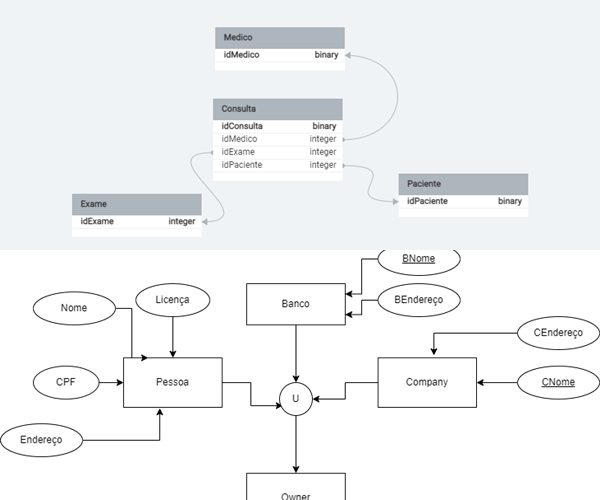 Medico
idMedico binary
Consulta
idConsulta binary
idMedico integer
idExame integer
idPaciente integer
Paciente
idPaciente binary
Exame
idExame integer
BNome
Licença
Nome
Banco
BEndereço
CEndereço
CPF
Pessoa
U
Company
CNome
Endereço
Owner